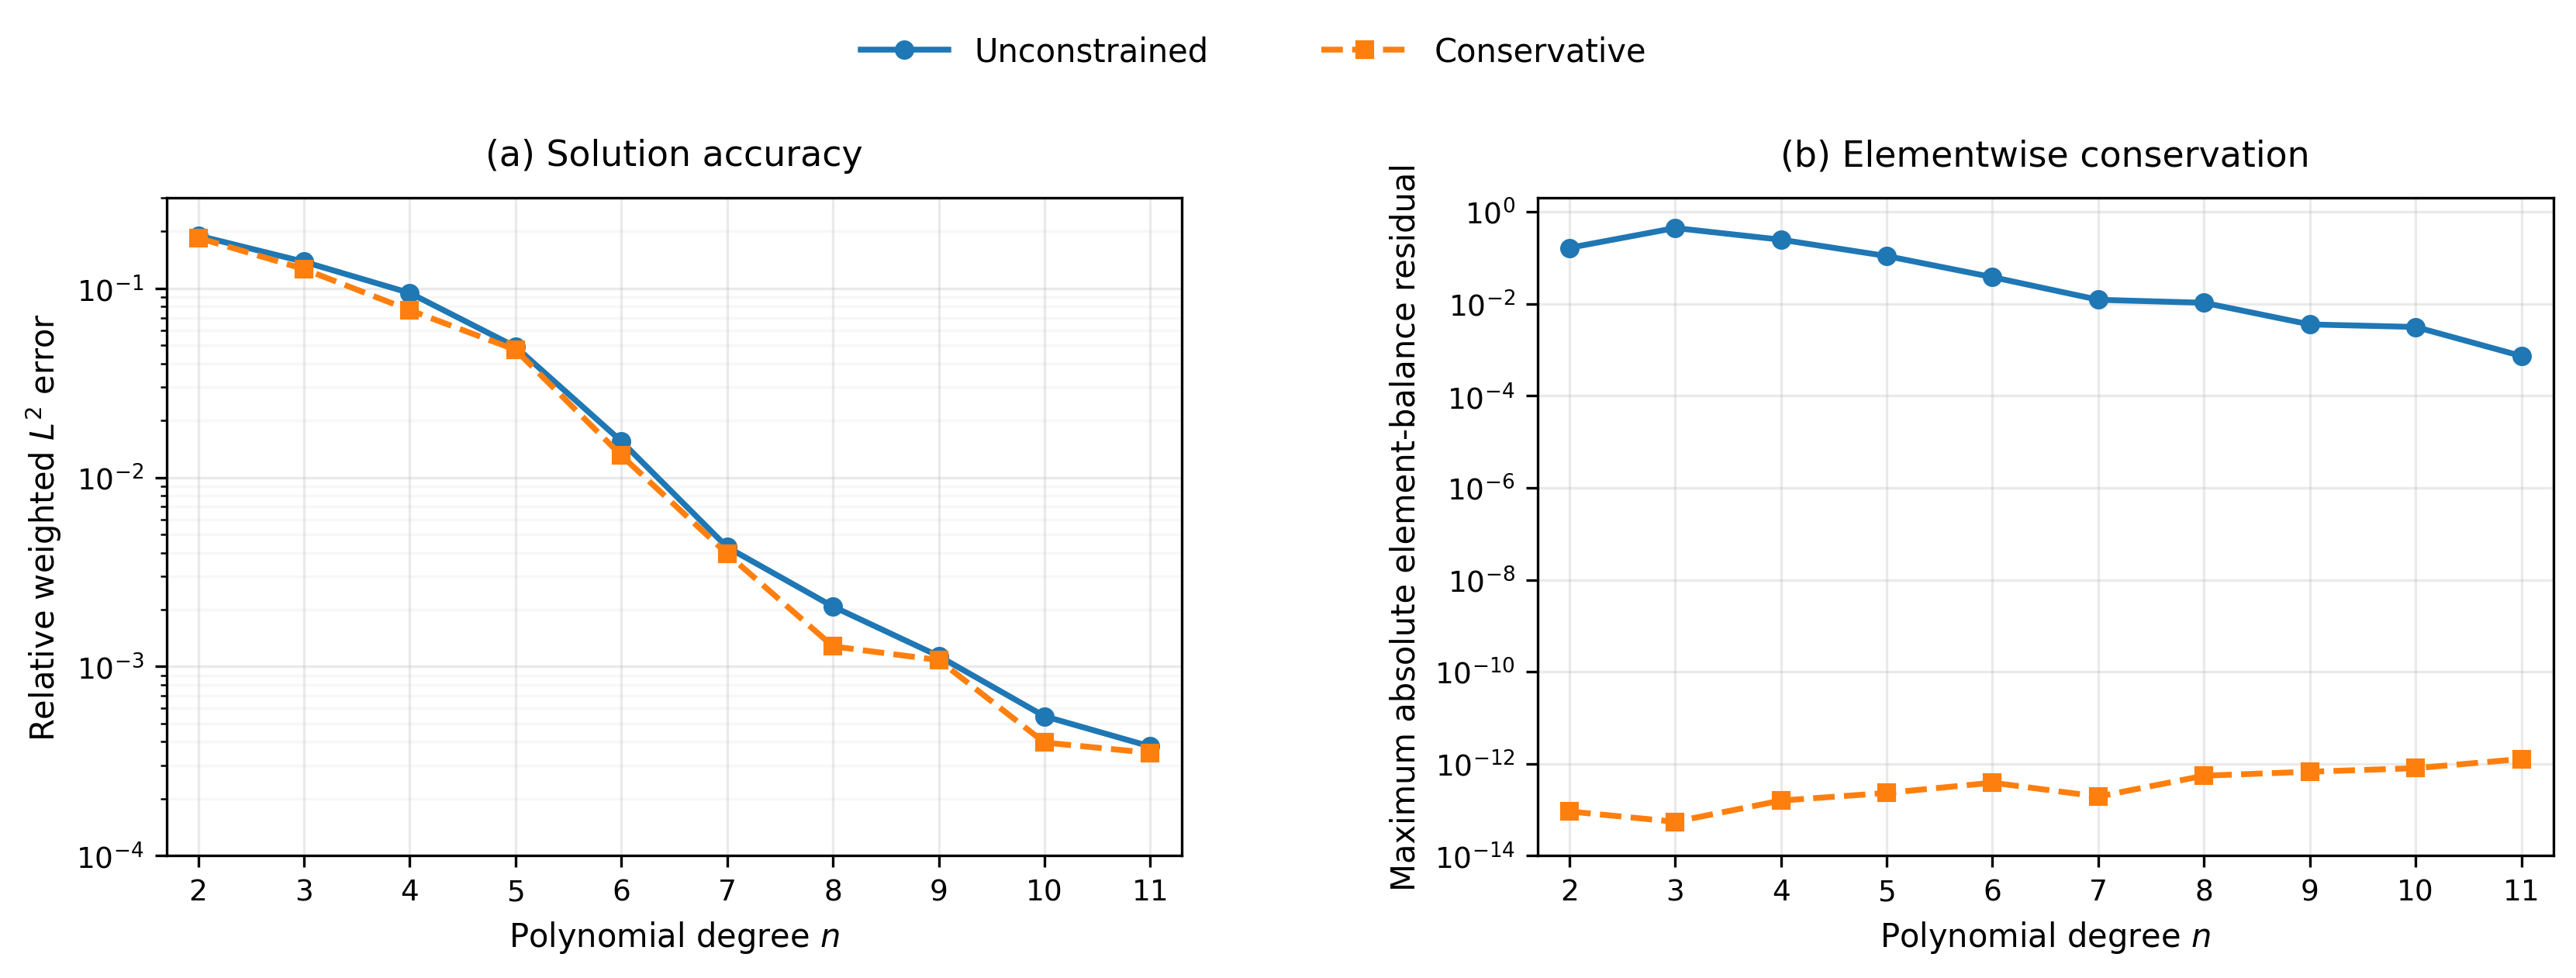 Unconstrained
Conservative
(a) Solution accuracy
Relative weighted L² error
10⁻¹
10⁻²
10⁻³
10⁻⁴
2 3 4 5 6 7 8 9 10 11
Polynomial degree n
(b) Elementwise conservation
Maximum absolute element-balance residual
10⁰
10⁻²
10⁻⁴
10⁻⁶
10⁻⁸
10⁻¹⁰
10⁻¹²
10⁻¹⁴
2 3 4 5 6 7 8 9 10 11
Polynomial degree n